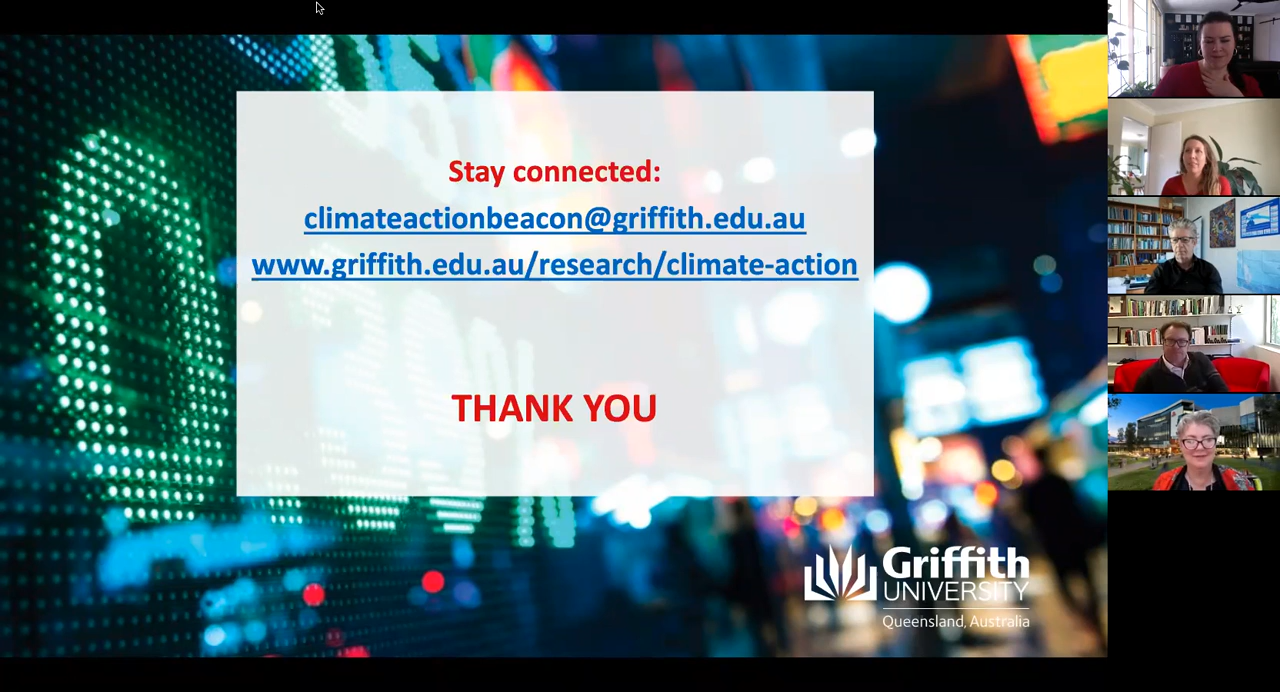 Stay connected:
climateactionbeacon@griffith.edu.au
www.griffith.edu.au/research/climate-action
THANK YOU
Griffith
UNIVERSITY
Queensland, Australia